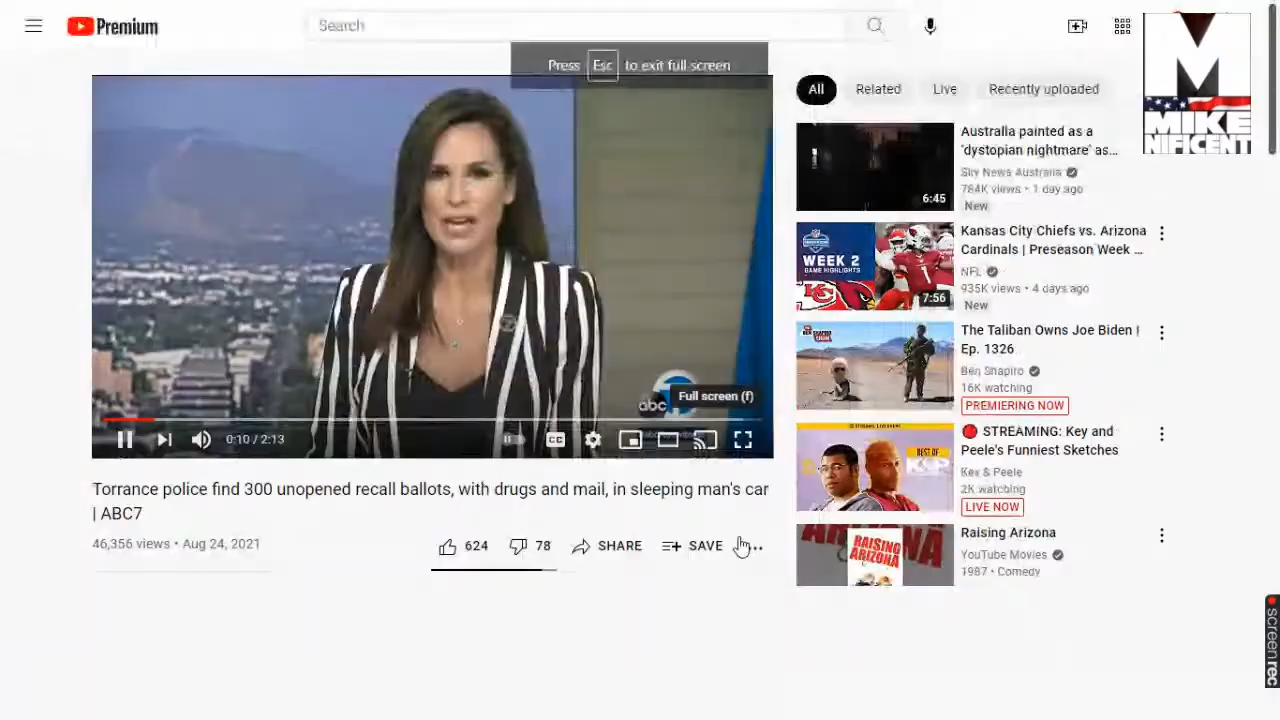 Premium
Search
Press Esc to exit full screen
All
Related
Live
Recently uploaded
M
MIKE
NIFICENT
abc
Full screen (f)
0:10 / 2:13
CC
Torrance police find 300 unopened recall ballots, with drugs and mail, in sleeping man's car
| ABC7
46,356 views • Aug 24, 2021
624
78
SHARE
SAVE
6:45
Australia painted as a
'dystopian nightmare' as...
Sky News Australia
784K views • 1 day ago
New
WEEK 2
GAME HIGHLIGHTS
7:56
Kansas City Chiefs vs. Arizona
Cardinals | Preseason Week ...
NFL
935K views • 4 days ago
New
The Taliban Owns Joe Biden |
Ep. 1326
Ben Shapiro
16K watching
PREMIERING NOW
BEST OF
STREAMING: Key and
Peele's Funniest Sketches
Key & Peele
2K watching
LIVE NOW
RAISING
ARIZONA
Raising Arizona
YouTube Movies
1987 • Comedy
screenrec